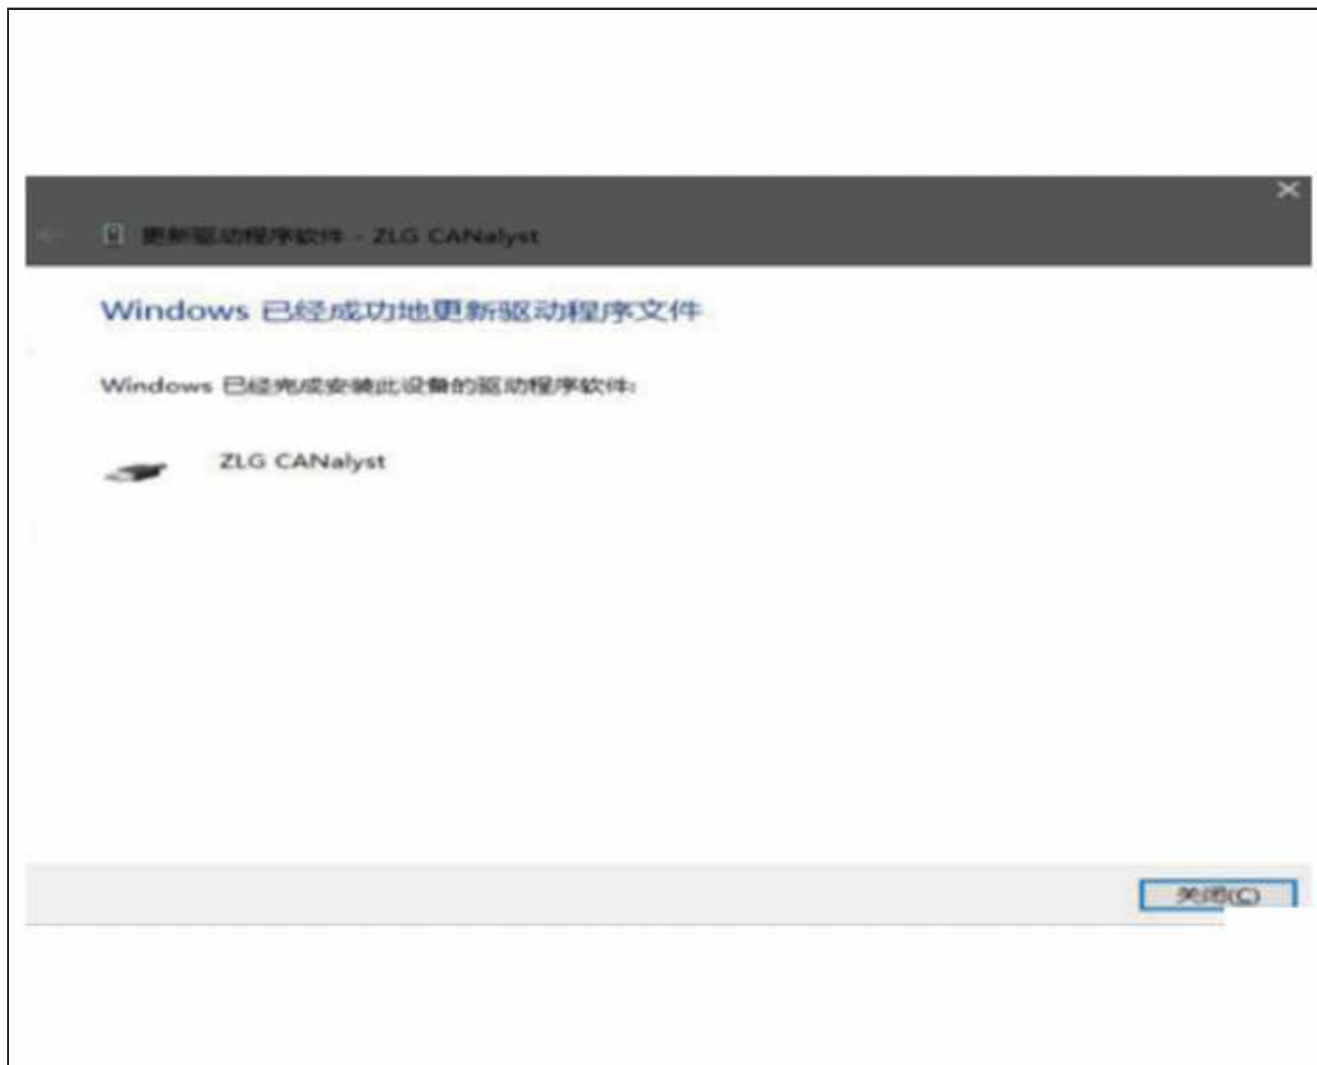 更新驱动程序软件 - ZLG CANalyst
Windows 已经成功地更新驱动程序文件
Windows 已经完成安装此设备的驱动程序软件:
ZLG CANalyst
关闭(C)